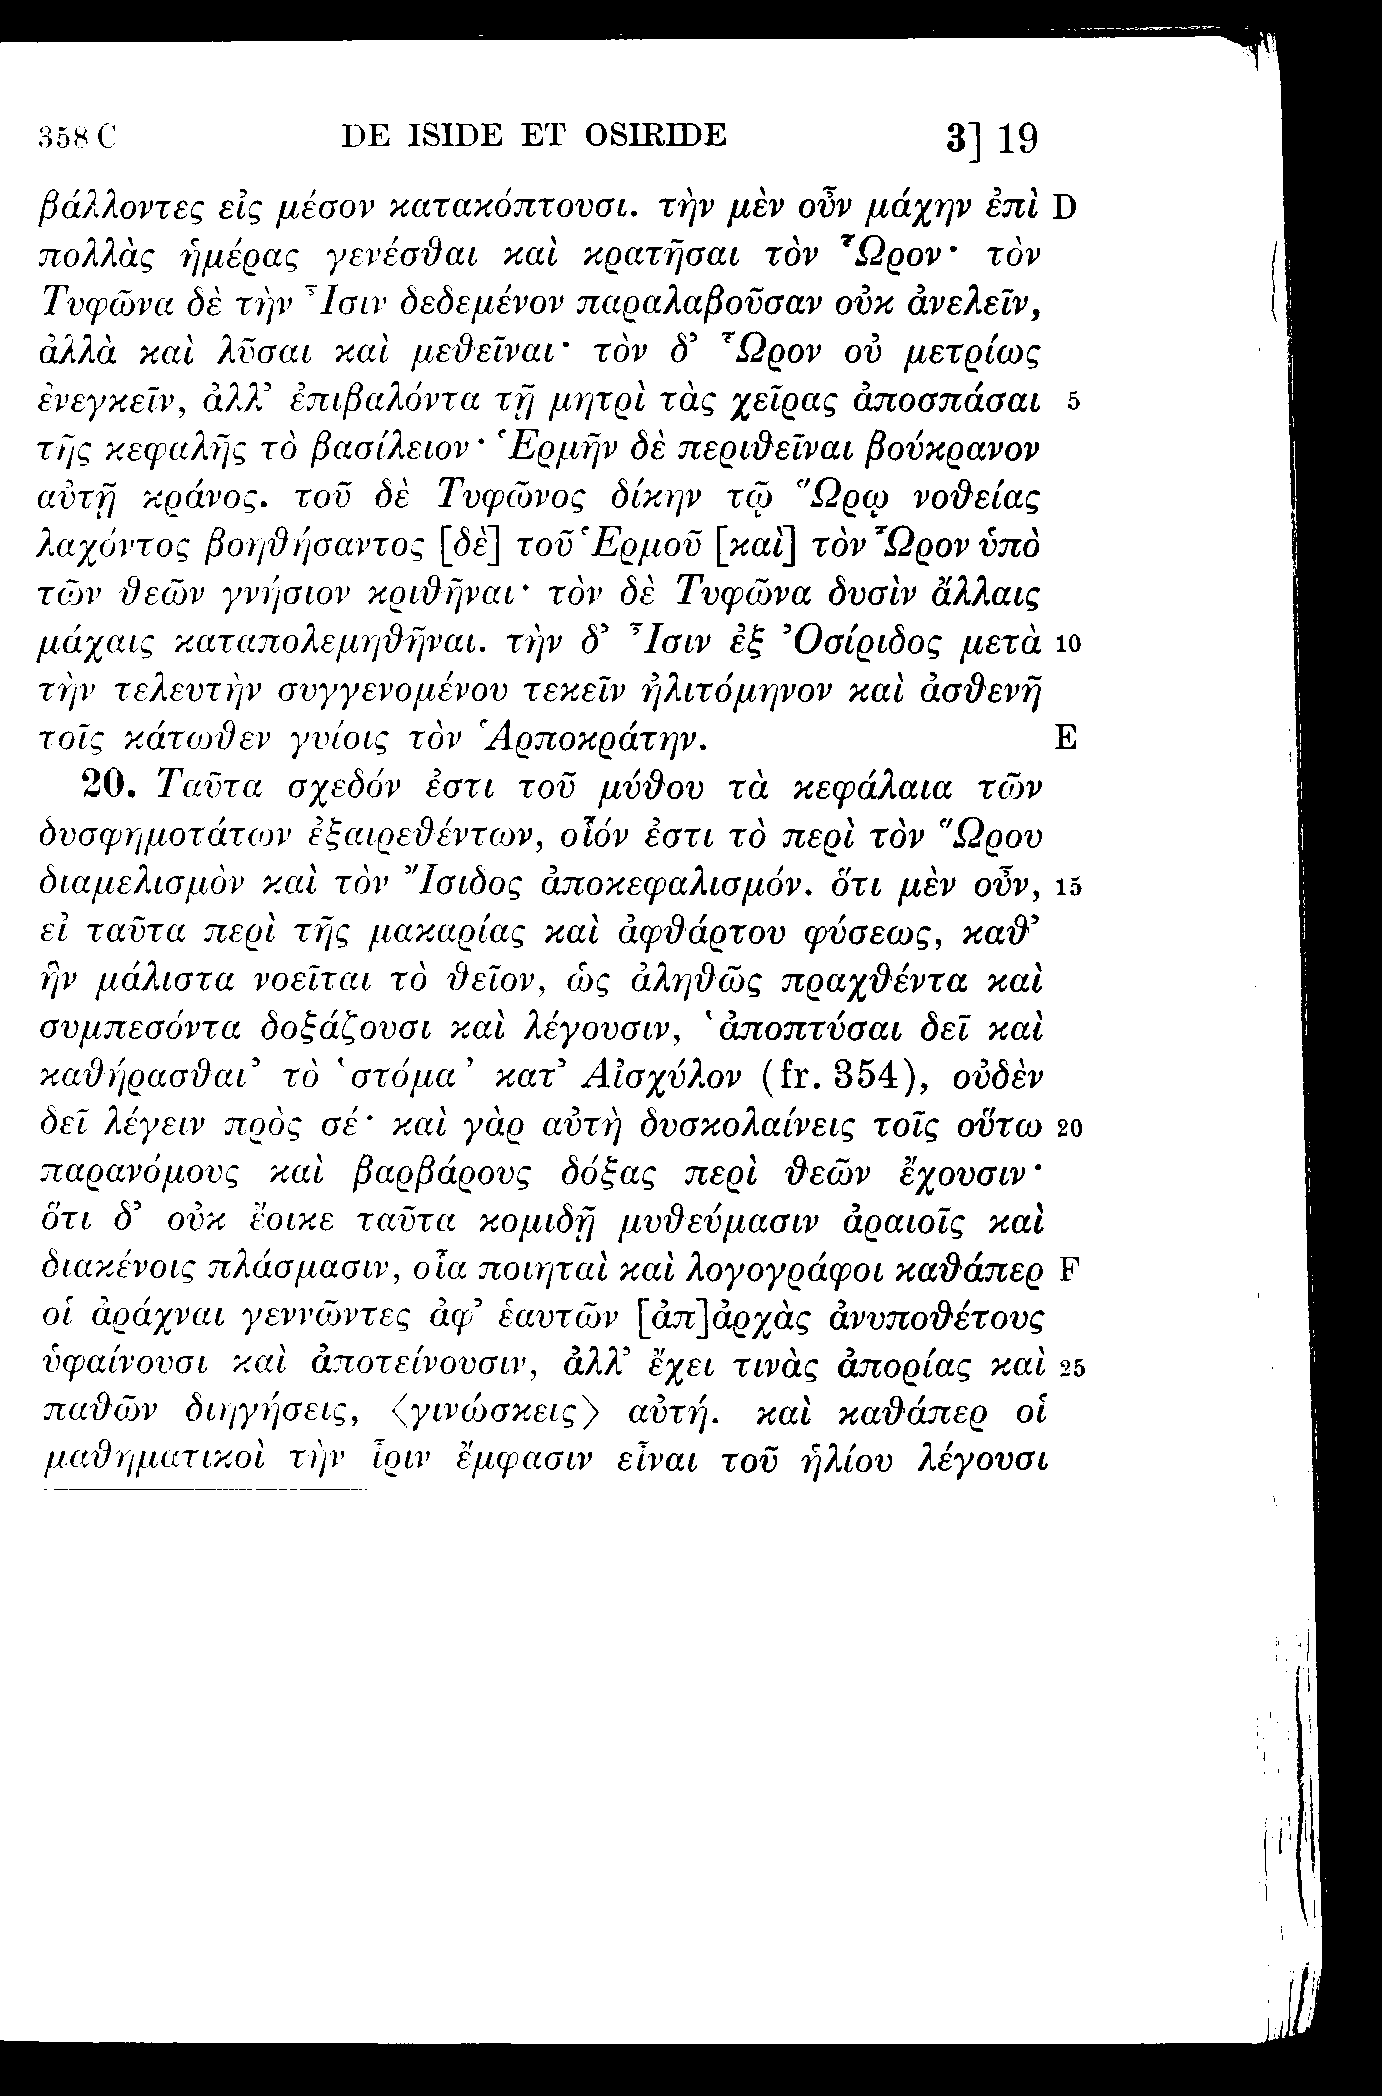 358 C DE ISIDE ET OSIRIDE 3] 19
βάλλοντες εἰς μέσον κατακόπτουσι. τὴν μὲν οὖν μάχην ἐπὶ D
πολλὰς ἡμέρας γενέσθαι καὶ κρατῆσαι τὸν Ὧρον· τὸν
Τυφῶνα δὲ τὴν Ἶσιν δεδεμένον παραλαβοῦσαν οὐκ ἀνελεῖν,
ἀλλὰ καὶ λῦσαι καὶ μεθεῖναι· τὸν δ’ Ὧρον οὐ μετρίως
ἐνεγκεῖν, ἀλλ’ ἐπιβαλόντα τῇ μητρὶ τὰς χεῖρας ἀποσπάσαι 5
τῆς κεφαλῆς τὸ βασίλειον· Ἑρμῆν δὲ περιθεῖναι βούκρανον
αὐτῇ κράνος. τοῦ δὲ Τυφῶνος δίκην τῷ Ὥρῳ νοθείας
λαχόντος βοηθήσαντος [δὲ] τοῦ Ἑρμοῦ [καὶ] τὸν Ὧρον ὑπὸ
τῶν θεῶν γνήσιον κριθῆναι· τὸν δὲ Τυφῶνα δυσὶν ἄλλαις
μάχαις καταπολεμηθῆναι. τὴν δ’ Ἶσιν ἐξ Ὀσίριδος μετὰ 10
τὴν τελευτὴν συγγενομένου τεκεῖν ἠλιτόμηνον καὶ ἀσθενῆ
τοῖς κάτωθεν γυίοις τὸν Ἁρποκράτην. E
20. Ταῦτα σχεδόν ἐστι τοῦ μύθου τὰ κεφάλαια τῶν
δυσφημοτάτων ἐξαιρεθέντων, οἷόν ἐστι τὸ περὶ τὸν Ὥρου
διαμελισμὸν καὶ τὸν Ἴσιδος ἀποκεφαλισμόν. ὅτι μὲν οὖν, 15
εἰ ταῦτα περὶ τῆς μακαρίας καὶ ἀφθάρτου φύσεως, καθ’
ἣν μάλιστα νοεῖται τὸ θεῖον, ὡς ἀληθῶς πραχθέντα καὶ
συμπεσόντα δοξάζουσι καὶ λέγουσιν, ‘ἀποπτύσαι δεῖ καὶ
καθήρασθαι’ τὸ ‘στόμα’ κατ’ Αἰσχύλον (fr. 354), οὐδὲν
δεῖ λέγειν πρὸς σέ· καὶ γὰρ αὐτὴ δυσκολαίνεις τοῖς οὕτω 20
παρανόμους καὶ βαρβάρους δόξας περὶ θεῶν ἔχουσιν·
ὅτι δ’ οὐκ ἔοικε ταῦτα κομιδῇ μυθεύμασιν ἀραιοῖς καὶ
διακένοις πλάσμασιν, οἷα ποιηταὶ καὶ λογογράφοι καθάπερ F
οἱ ἀράχναι γεννῶντες ἀφ’ ἑαυτῶν [ἀπ]ἀρχὰς ἀνυποθέτους
ὑφαίνουσι καὶ ἀποτείνουσιν, ἀλλ’ ἔχει τινὰς ἀπορίας καὶ 25
παθῶν διηγήσεις, 〈γινώσκεις〉 αὐτή. καὶ καθάπερ οἱ
μαθηματικοὶ τὴν ἶριν ἔμφασιν εἶναι τοῦ ἡλίου λέγουσι